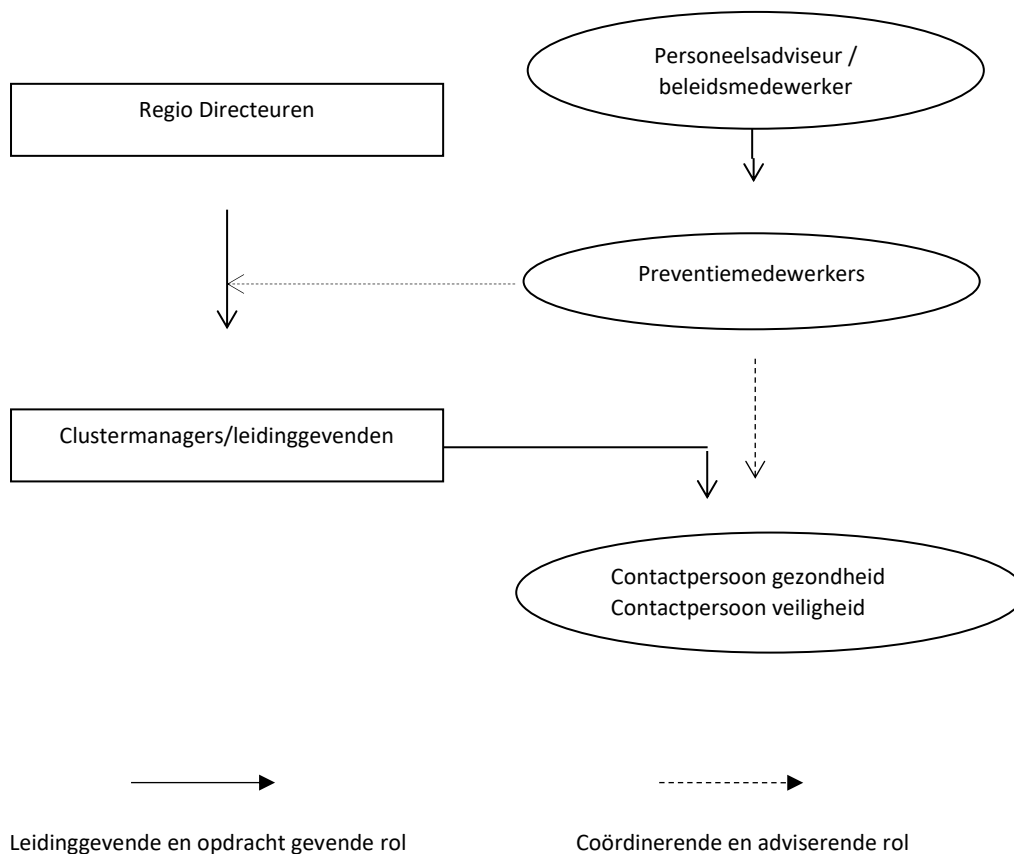 Personeelsadviseur /
beleidsmedewerker
Regio Directeuren
Preventiemedewerkers
Clustermanagers/leidinggevenden
Contactpersoon gezondheid
Contactpersoon veiligheid
Leidinggevende en opdracht gevende rol
Coördinerende en adviserende rol